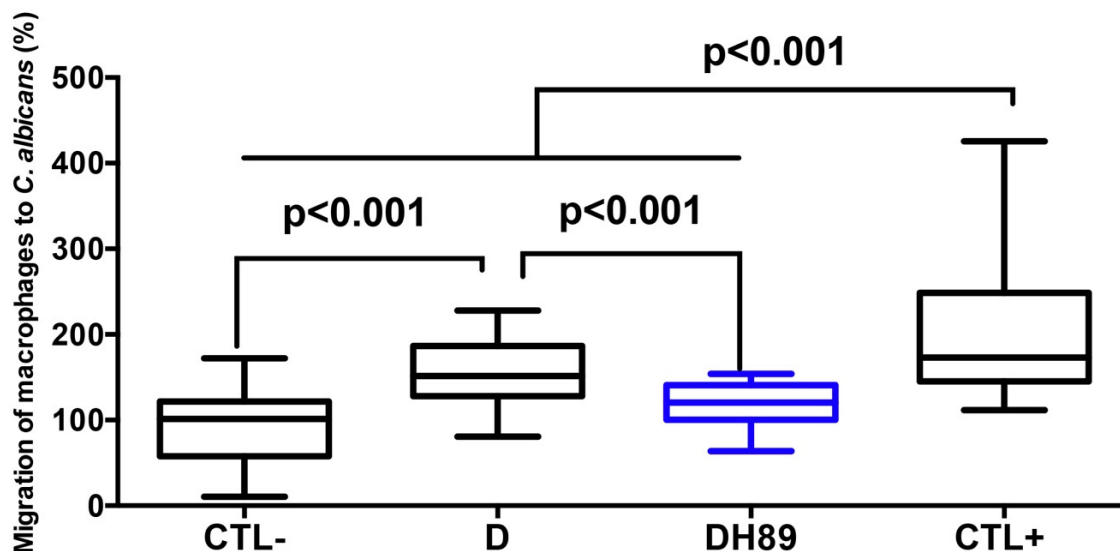 Migration of macrophages to C. albicans (%)
p<0.001
500
400
p<0.001
p<0.001
300
200
100
0
CTL-
D
DH89
CTL+